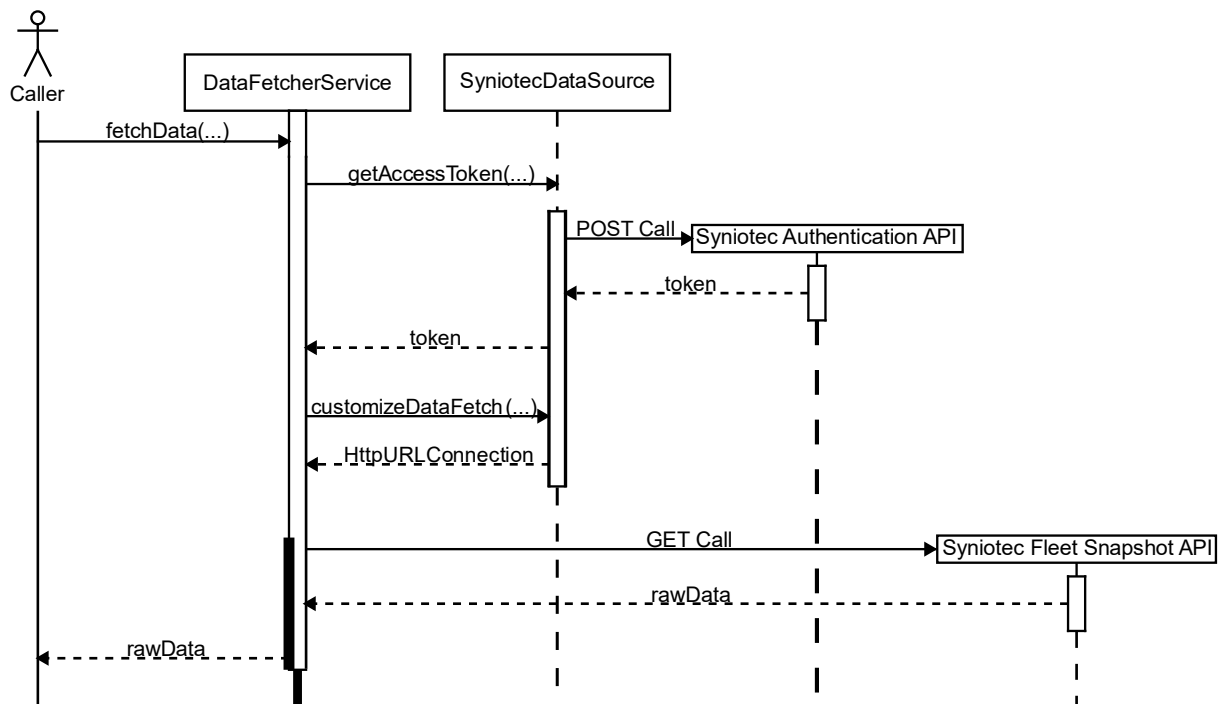 Caller
DataFetcherService
SyniotecDataSource
fetchData(...)
getAccessToken(...)
POST Call
Syniotec Authentication API
token
token
customizeDataFetch(...)
HttpURLConnection
GET Call
Syniotec Fleet Snapshot API
rawData
rawData